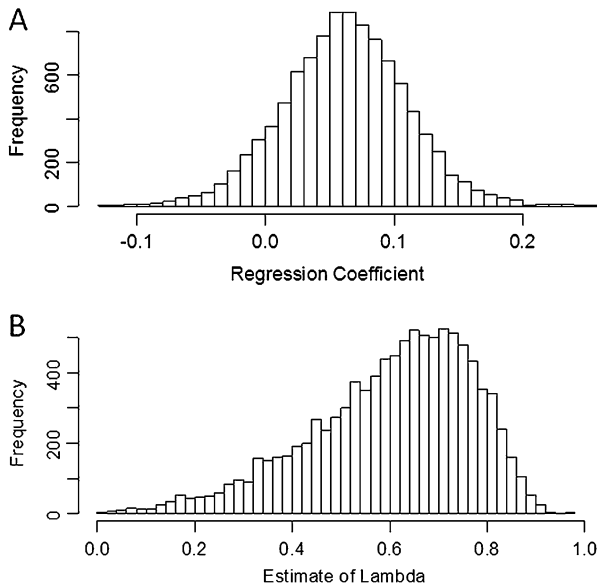 A
Frequency
600
200
0
-0.1 0.0 0.1 0.2
Regression Coefficient
B
Frequency
400
200
0
0.0 0.2 0.4 0.6 0.8 1.0
Estimate of Lambda